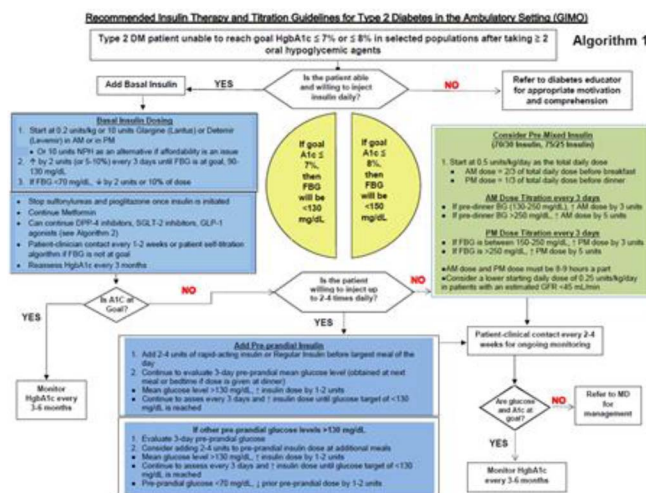 Recommended Insulin Therapy and Titration Guidelines for Type 2 Diabetes in the Ambulatory Setting (GIMO)
Algorithm 1
Type 2 DM patient unable to reach goal HgbA1c ≤ 7% or ≤ 8% in selected populations after taking ≥ 2
oral hypoglycemic agents
Add Basal Insulin
YES
Is the patient able
and willing to inject
insulin daily?
NO
Refer to diabetes educator
for appropriate motivation
and comprehension
Basal Insulin Dosing
1. Start at 0.2 units/kg or 10 units Glargine (Lantus) or Detemir
(Levemir) in AM or in PM
• Or 10 units NPH as an alternative if affordability is an issue
2. ↑ by 2 units (or 5-10%) every 3 days until FBG is at goal, 90-
130 mg/dL
3. If FBG <70 mg/dL, ↓ by 2 units or 10% of dose
• Stop sulfonylureas and pioglitazone once insulin is initiated
• Continue Metformin
• Can continue DPP-4 inhibitors, SGLT-2 inhibitors, GLP-1
agonists (see Algorithm 2)
• Patient-clinician contact every 1-2 weeks or patient self-titration
algorithm if FBG is not at goal
• Reassess HgbA1c every 3 months
If goal
A1c ≤
7%,
then
FBG
will be
<130
mg/dL
If goal
A1c ≤
8%,
then
FBG
will be
<150
mg/dL
Consider Pre-Mixed Insulin
(70/30 Insulin, 75/25 Insulin)
1. Start at 0.5 units/kg/day as the total daily dose
• AM dose = 2/3 of total daily dose before breakfast
• PM dose = 1/3 of total daily dose before dinner
AM Dose Titration every 3 days
• If pre-dinner BG (130-250 mg/dL), ↑ AM dose by 3 units
• If pre-dinner BG >250 mg/dL, ↑ AM dose by 5 units
PM Dose Titration every 3 days
• If FBG is between 150-250 mg/dL, ↑ PM dose by 3 units
• If FBG is >250 mg/dL, ↑ PM dose by 5 units
•AM dose and PM dose must be 8-9 hours a part
•Consider a lower starting daily dose of 0.25 units/kg/day
in patients with an estimated GFR <45 mL/min
Is A1C at
Goal?
NO
Is the patient
willing to inject up
to 2-4 times daily?
NO
YES
YES
Monitor
HgbA1c every
3-6 months
Add Pre-prandial Insulin
1. Add 2-4 units of rapid-acting insulin or Regular Insulin before largest meal of the
day
2. Continue to evaluate 3-day pre-prandial mean glucose level (obtained at next
meal or bedtime if dose is given at dinner)
• Mean glucose level >130 mg/dL, ↑ insulin dose by 1-2 units
• Continue to asses every 3 days and ↑ insulin dose until glucose target of <130
mg/dL is reached
If other pre prandial glucose levels >130 mg/dL
1. Evaluate 3-day pre-prandial glucose
2. Consider adding 2-4 units to pre-prandial insulin dose at additional meals
• Mean glucose level >130 mg/dL, ↑ insulin dose by 1-2 units
• Continue to assess every 3 days and ↑ insulin dose until glucose target of <130
mg/dL is reached
• Pre-prandial glucose <70 mg/dL, ↓ prior pre-prandial dose by 1-2 units
Patient-clinical contact every 2-4
weeks for ongoing monitoring
Are glucose
and A1c at
goal?
NO
Refer to MD
for
management
YES
Monitor HgbA1c
every 3-6 months